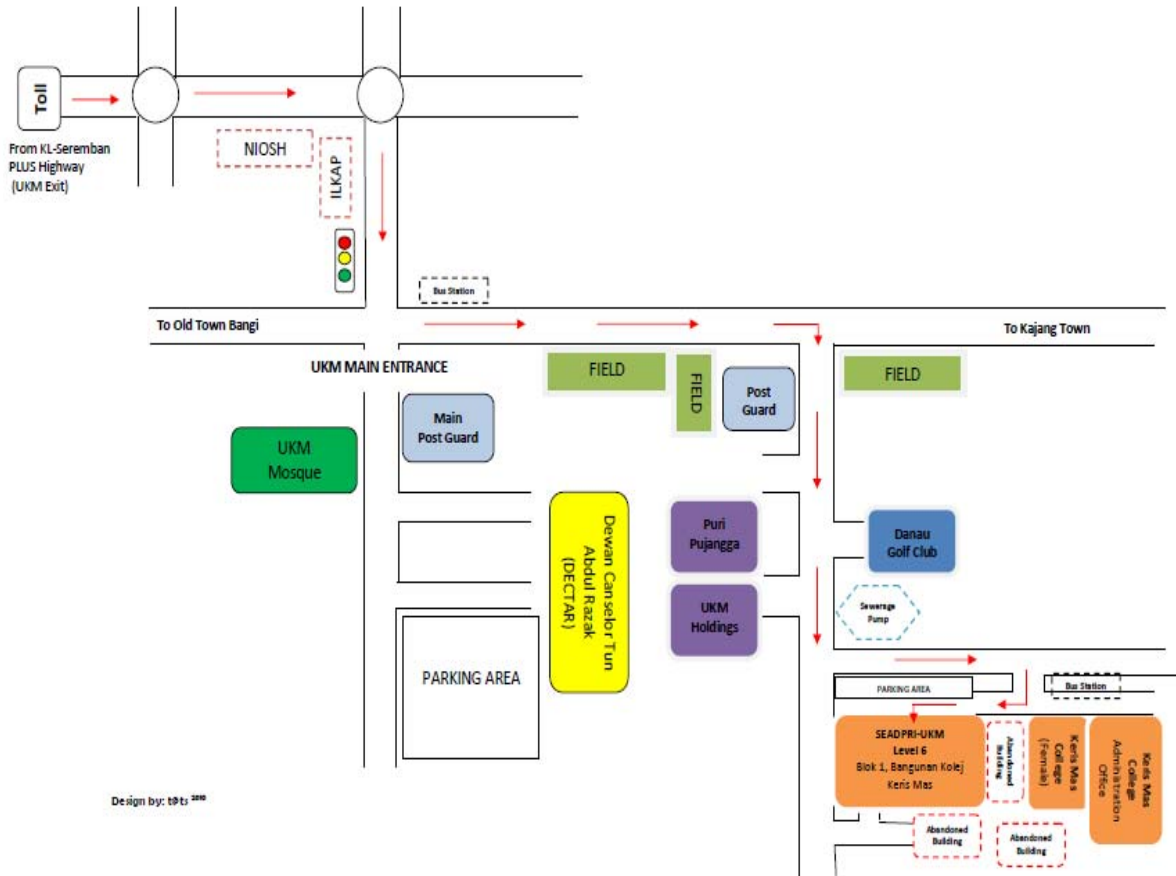 Toll
From KL-Seremban
PLUS Highway
(UKM Exit)
NIOSH
ILKAP
Bus Station
To Old Town Bangi
To Kajang Town
UKM MAIN ENTRANCE
FIELD
FIELD
FIELD
Main
Post Guard
Post
Guard
UKM
Mosque
Dewan Canselor Tun
Abdul Razak
(DECTAR)
Puri
Pujangga
Danau
Golf Club
UKM
Holdings
Sewerage
Pump
PARKING AREA
PARKING AREA
Bus Station
SEADPRI-UKM
Level 6
Blok 1, Bangunan Kolej
Keris Mas
Abandoned
Building
Keris Mas
College
(Female)
Keris Mas
College
Administration
Office
Abandoned
Building
Abandoned
Building
Design by: t@ts 2010